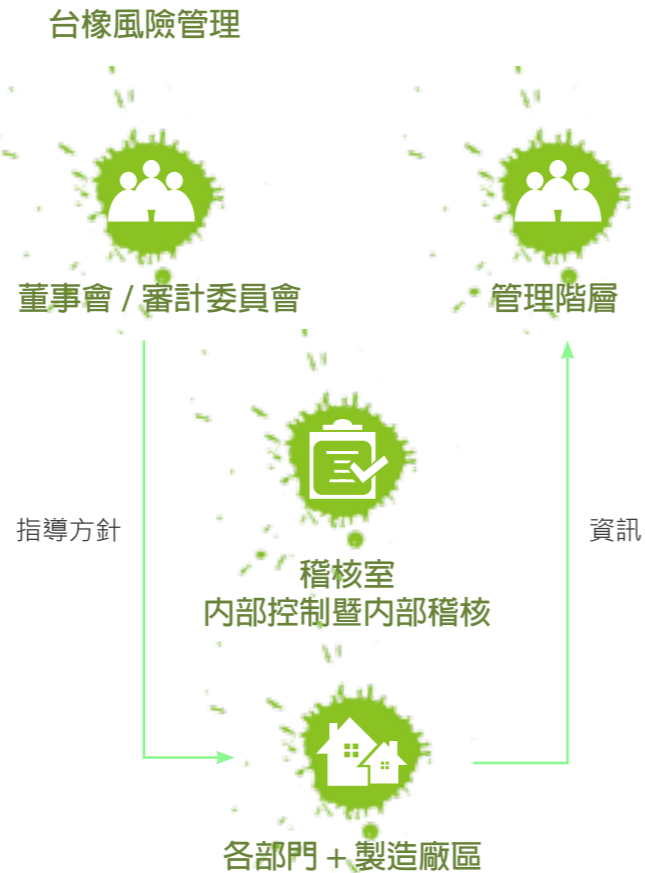 台橡風險管理
董事會 / 審計委員會
管理階層
指導方針
資訊
稽核室
內部控制暨內部稽核
各部門 + 製造廠區